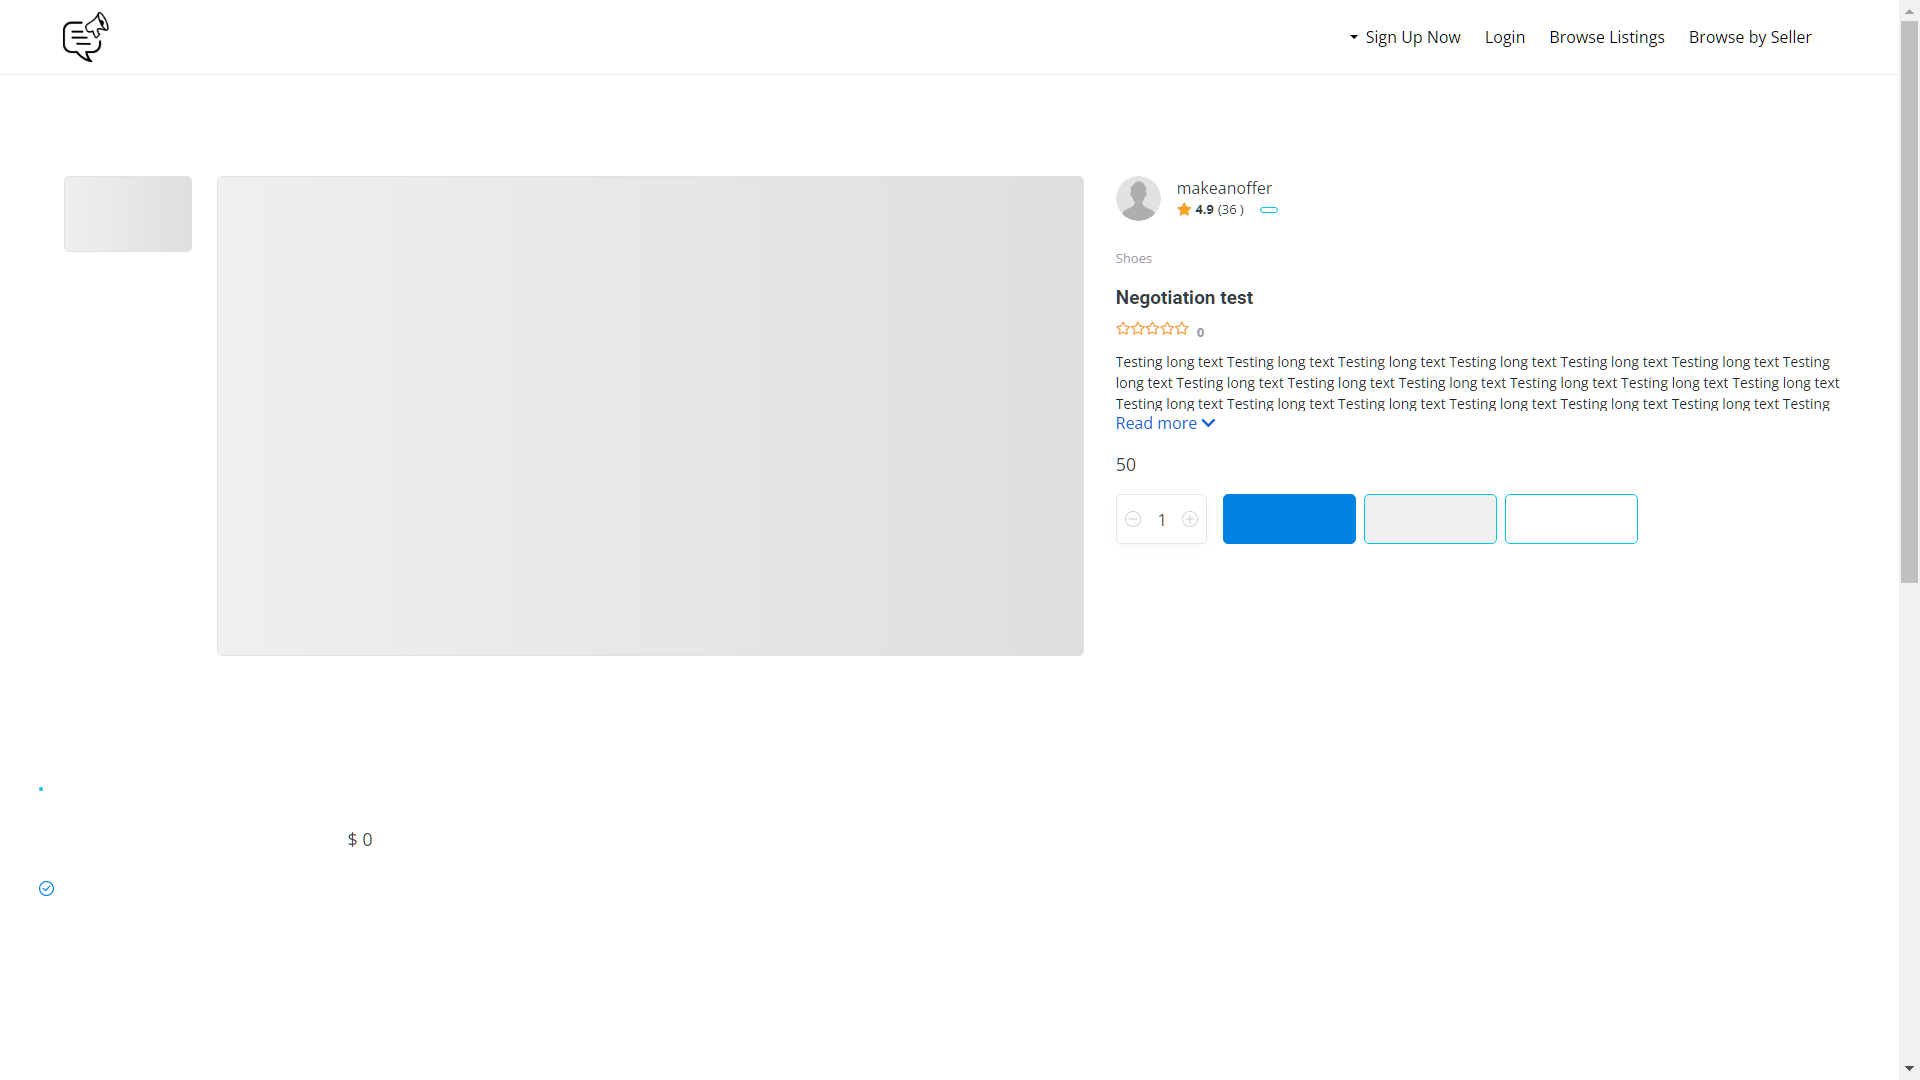 Sign Up Now
Login
Browse Listings
Browse by Seller
makeanoffer
4.9 (36 )
Shoes
Negotiation test
0
Testing long text Testing long text Testing long text Testing long text Testing long text Testing long text Testing
long text Testing long text Testing long text Testing long text Testing long text Testing long text Testing long text
Testing long text Testing long text Testing long text Testing long text Testing long text Testing long text Testing
Read more
50
1
$ 0